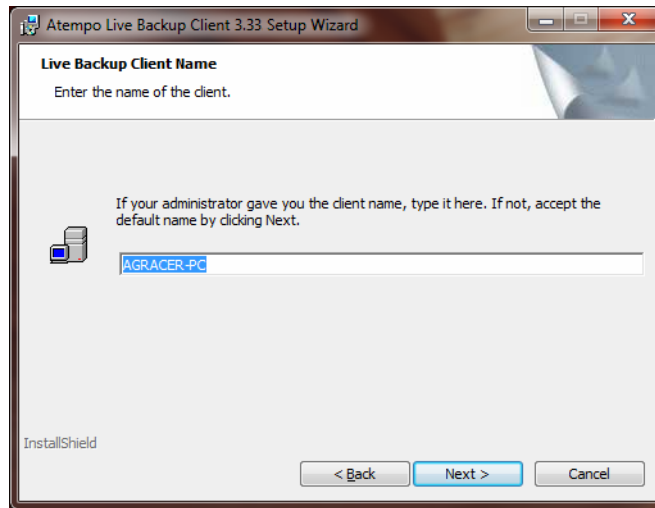 Atempo Live Backup Client 3.33 Setup Wizard
Live Backup Client Name
Enter the name of the client.
If your administrator gave you the client name, type it here. If not, accept the
default name by clicking Next.
AGRACER-PC
InstallShield
< Back
Next >
Cancel